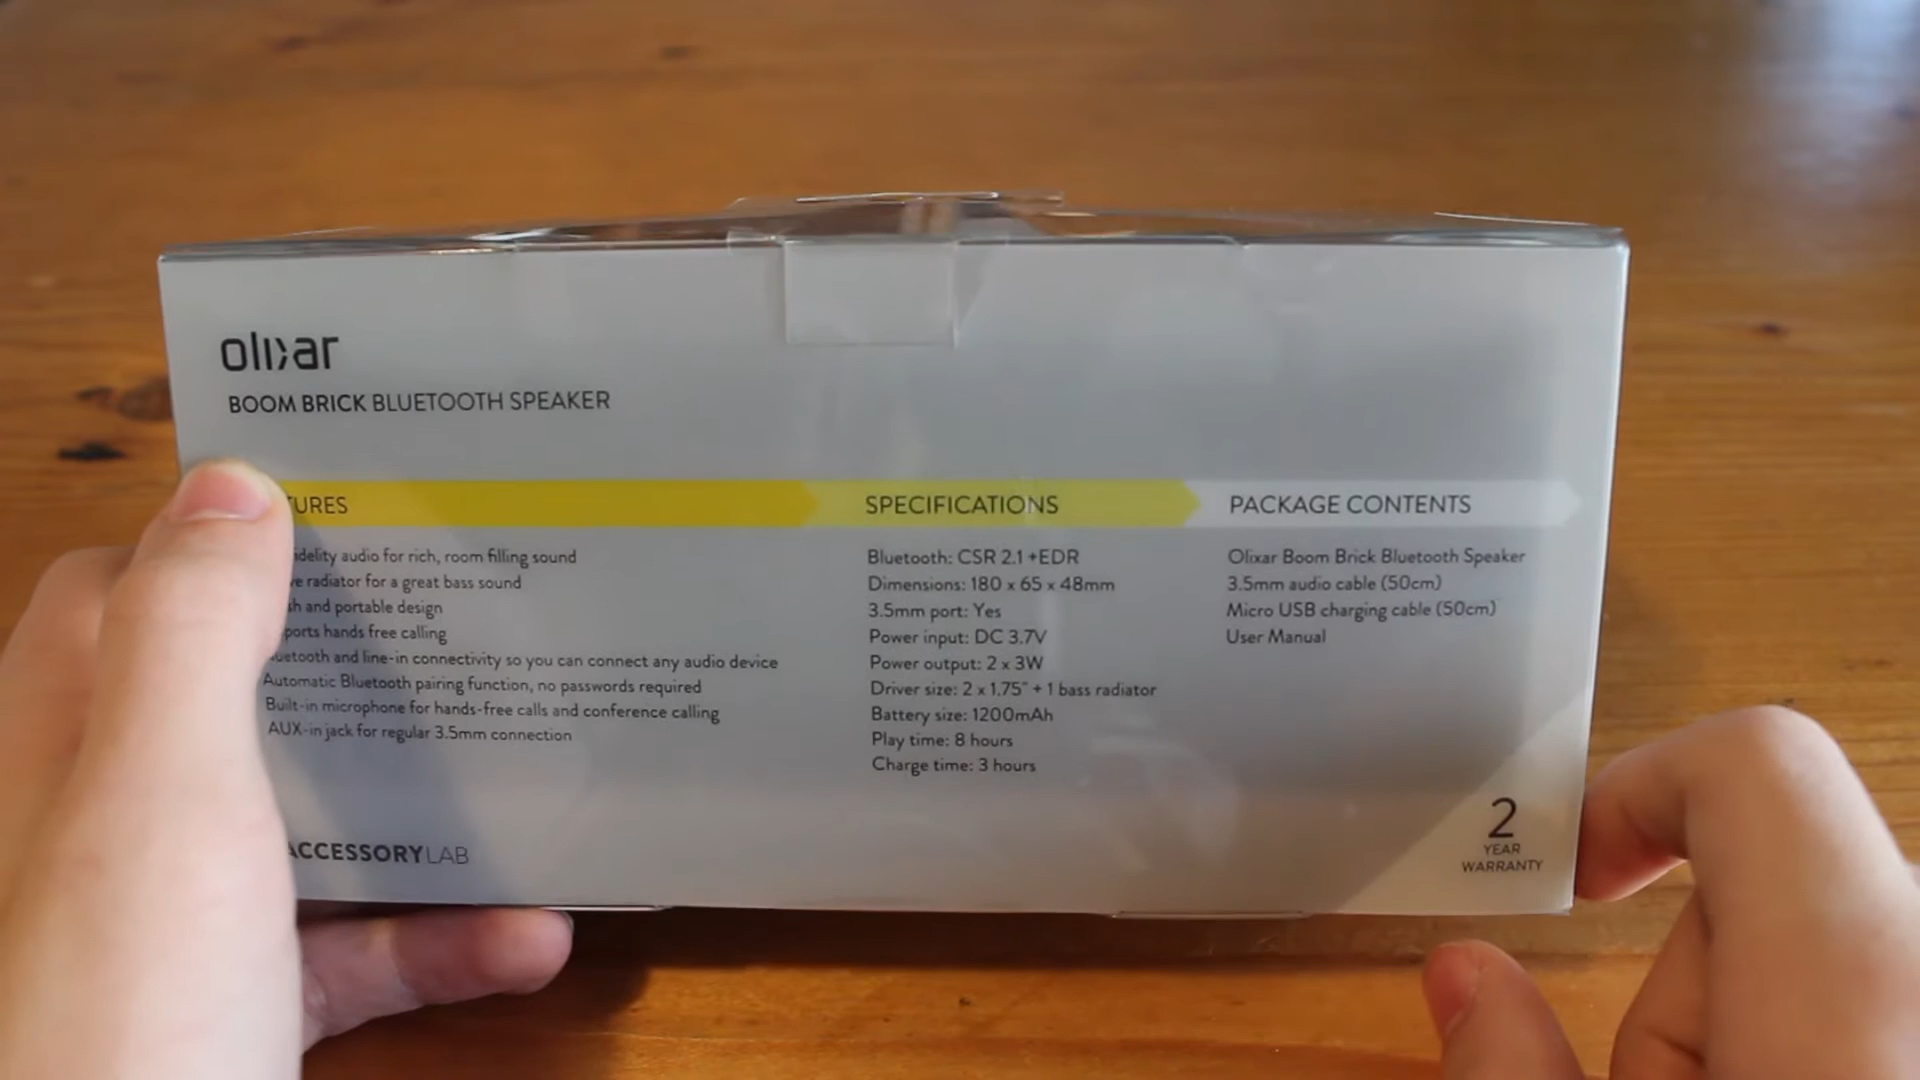 olixar
BOOM BRICK BLUETOOTH SPEAKER
TURES
idelity audio for rich, room filling sound
ve radiator for a great bass sound
sh and portable design
ports hands free calling
uetooth and line-in connectivity so you can connect any audio device
Automatic Bluetooth pairing function, no passwords required
Built-in microphone for hands-free calls and conference calling
AUX-in jack for regular 3.5mm connection
SPECIFICATIONS
Bluetooth: CSR 2.1 +EDR
Dimensions: 180 x 65 x 48mm
3.5mm port: Yes
Power input: DC 3.7V
Power output: 2 x 3W
Driver size: 2 x 1.75" + 1 bass radiator
Battery size: 1200mAh
Play time: 8 hours
Charge time: 3 hours
PACKAGE CONTENTS
Olixar Boom Brick Bluetooth Speaker
3.5mm audio cable (50cm)
Micro USB charging cable (50cm)
User Manual
ACCESSORYLAB
2
YEAR
WARRANTY